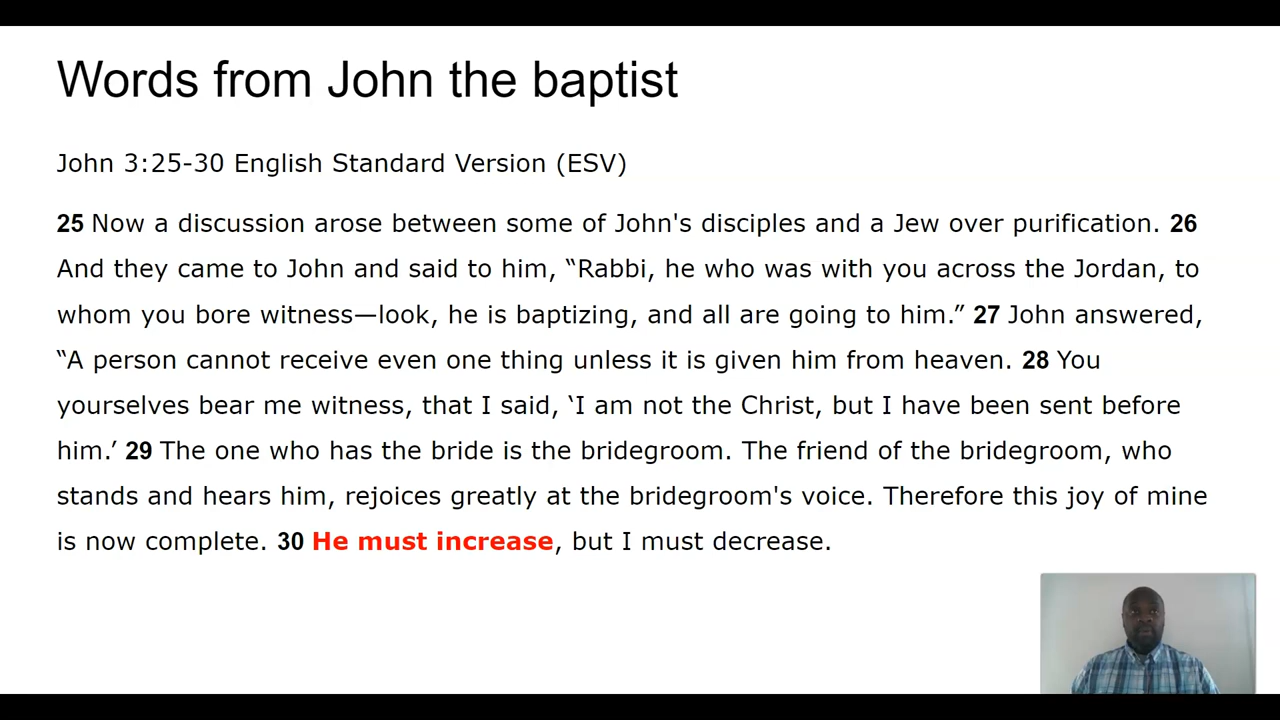 Words from John the baptist
John 3:25-30 English Standard Version (ESV)
25 Now a discussion arose between some of John's disciples and a Jew over purification. 26
And they came to John and said to him, “Rabbi, he who was with you across the Jordan, to
whom you bore witness—look, he is baptizing, and all are going to him.” 27 John answered,
“A person cannot receive even one thing unless it is given him from heaven. 28 You
yourselves bear me witness, that I said, ‘I am not the Christ, but I have been sent before
him.’ 29 The one who has the bride is the bridegroom. The friend of the bridegroom, who
stands and hears him, rejoices greatly at the bridegroom's voice. Therefore this joy of mine
is now complete. 30 He must increase, but I must decrease.